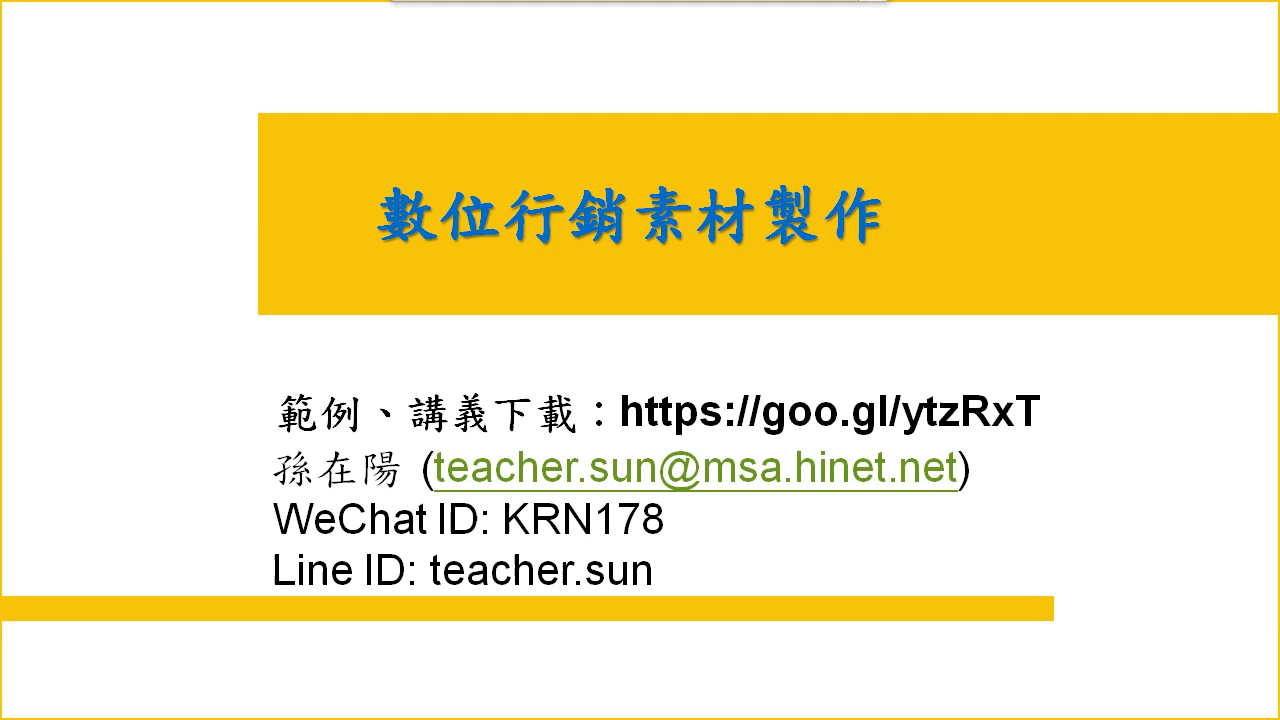 數位行銷素材製作
範例、講義下載：https://goo.gl/ytzRxT
孫在陽 (teacher.sun@msa.hinet.net)
WeChat ID: KRN178
Line ID: teacher.sun